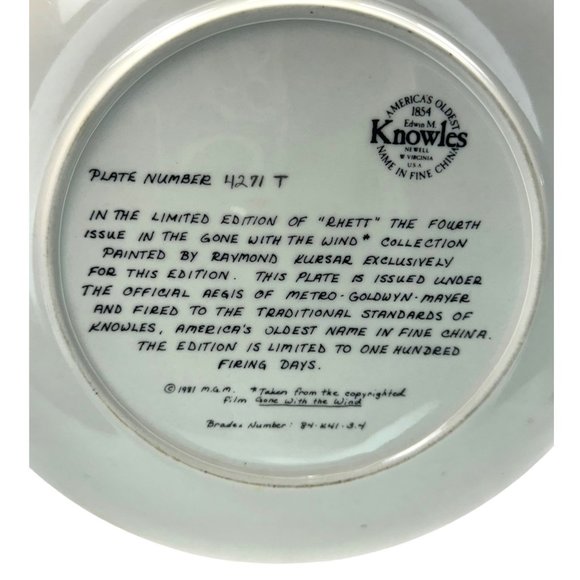 AMERICA'S OLDEST
1854
Edwin M.
Knowles
NEWELL
W VIRGINIA
U.S.A
NAME IN FINE CHINA
PLATE NUMBER 4271 T
IN THE LIMITED EDITION OF "RHETT" THE FOURTH
ISSUE IN THE GONE WITH THE WIND* COLLECTION
PAINTED BY RAYMOND KURSAR EXCLUSIVELY
FOR THIS EDITION. THIS PLATE IS ISSUED UNDER
THE OFFICIAL AEGIS OF METRO-GOLDWYN-MAYER
AND FIRED TO THE TRADITIONAL STANDARDS OF
KNOWLES, AMERICA'S OLDEST NAME IN FINE CHINA.
THE EDITION IS LIMITED TO ONE HUNDRED
FIRING DAYS.
© 1981 M.G.M. *Taken from the copyrighted
film Gone With the Wind
Bradex Number: 84-K41-3.4